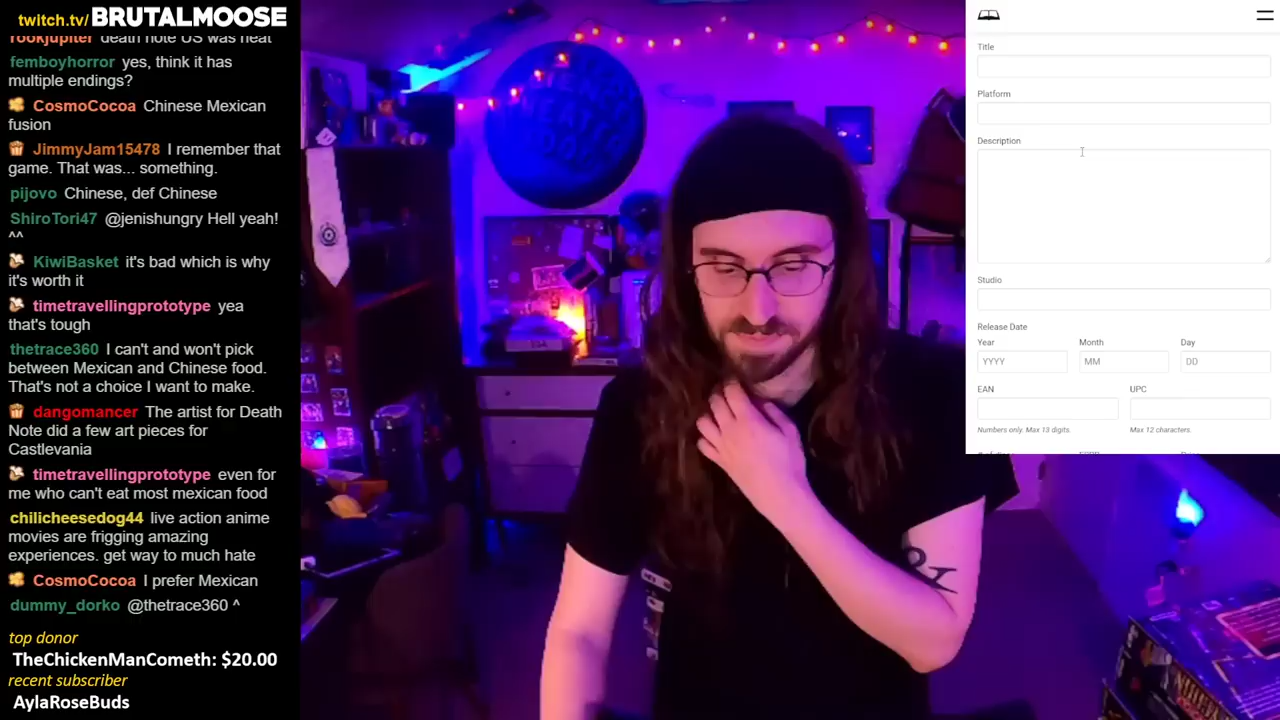 twitch.tv/BRUTALMOOSE
rookjupiter death note US was neat
femboyhorror yes, think it has
multiple endings?
CosmoCocoa Chinese Mexican
fusion
JimmyJam15478 I remember that
game. That was... something.
pijovo Chinese, def Chinese
ShiroTori47 @jenishungry Hell yeah!
^^
KiwiBasket it's bad which is why
it's worth it
timetravellingprototype yea
that's tough
thetrace360 I can't and won't pick
between Mexican and Chinese food.
That's not a choice I want to make.
dangomancer The artist for Death
Note did a few art pieces for
Castlevania
timetravellingprototype even for
me who can't eat most mexican food
chilicheesedog44 live action anime
movies are frigging amazing
experiences. get way to much hate
CosmoCocoa I prefer Mexican
dummy_dorko @thetrace360 ^
top donor
TheChickenManCometh: $20.00
recent subscriber
AylaRoseBuds
Title
Platform
Description
Studio
Release Date
Year Month Day
YYYY MM DD
EAN UPC
Numbers only. Max 13 digits. Max 12 characters.